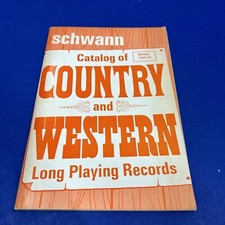 schwann
Catalog of
COUNTRY
and
WESTERN
Long Playing Records